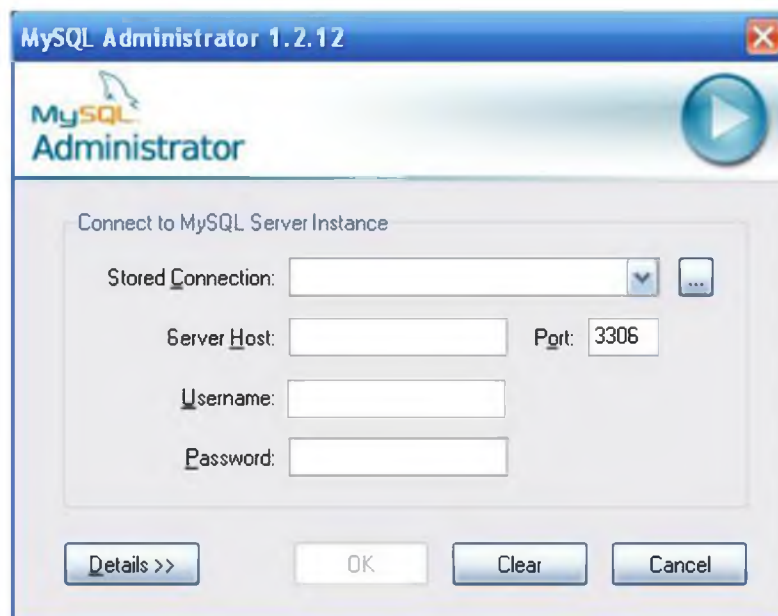 MySQL Administrator 1.2.12
MySQL
Administrator
Connect to MySQL Server Instance
Stored Connection:
...
Server Host:
Port: 3306
Username:
Password:
Details >>
OK
Clear
Cancel